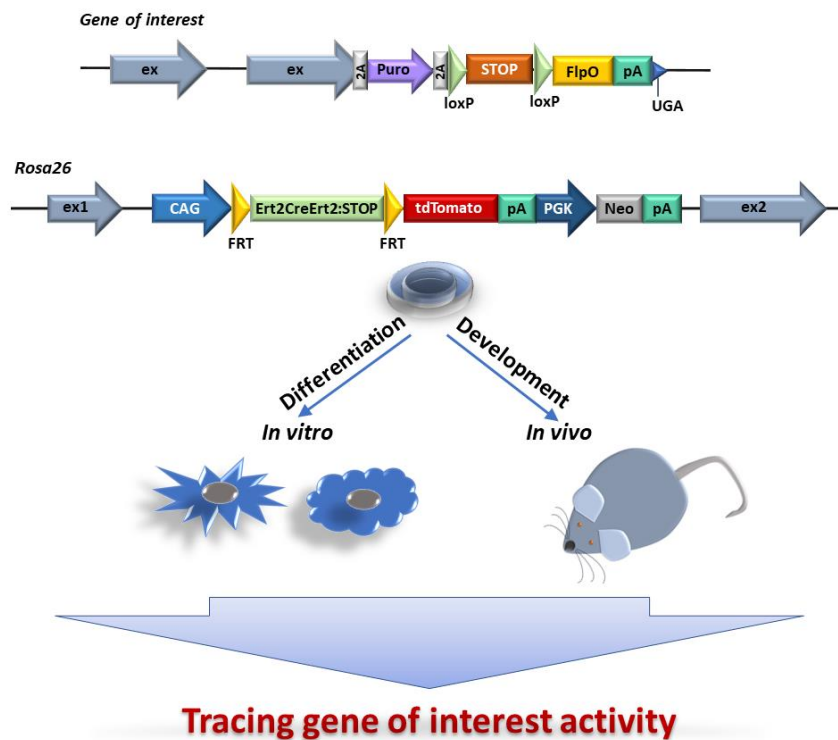 Gene of interest
ex ex 2A Puro 2A STOP FlpO pA
loxP loxP UGA
Rosa26
ex1 CAG Ert2CreErt2:STOP tdTomato pA PGK Neo pA ex2
FRT FRT
Differentiation Development
In vitro In vivo
Tracing gene of interest activity